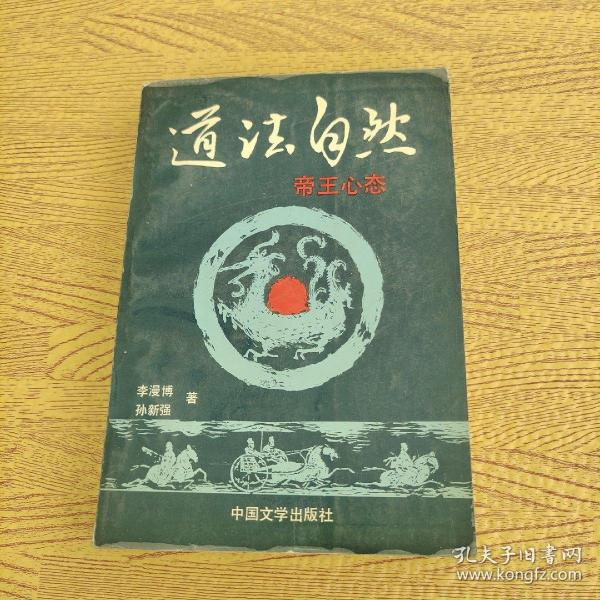 道法自然
帝王心态
李漫博
孙新强
著
中国文学出版社
孔夫子旧書网
www.kongfz.com